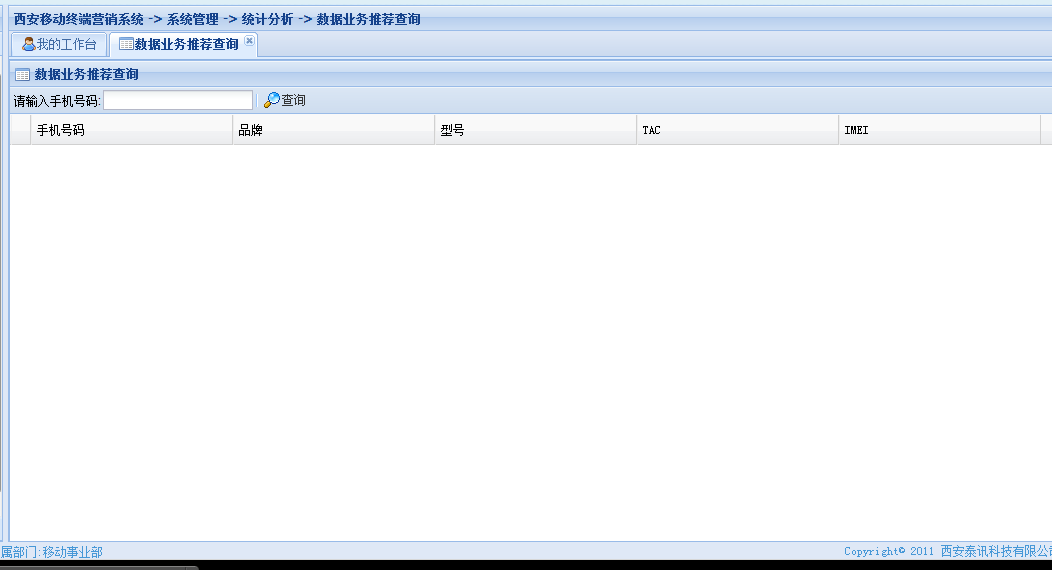 西安移动终端营销系统 -> 系统管理 -> 统计分析 -> 数据业务推荐查询
我的工作台 数据业务推荐查询
数据业务推荐查询
请输入手机号码: 查询
手机号码 品牌 型号 TAC IMEI
属部门:移动事业部 Copyright© 2011 西安泰讯科技有限公司